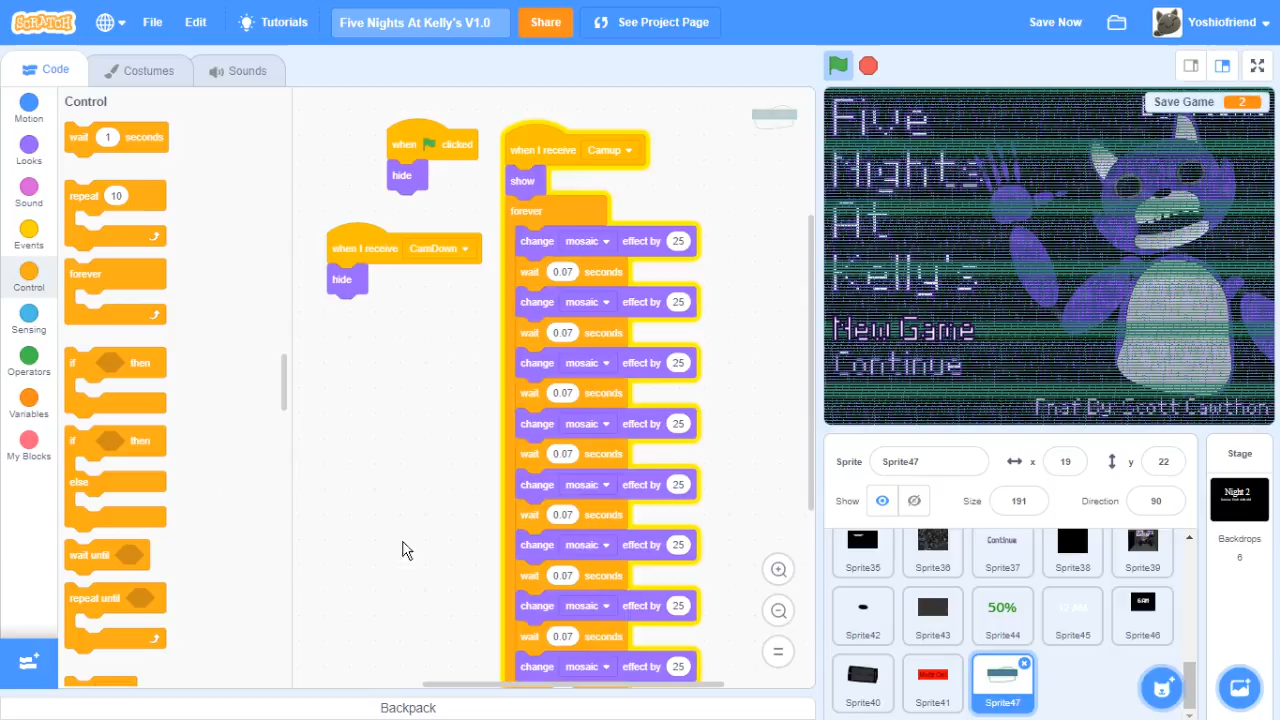 SCRATCH
File
Edit
Tutorials
Five Nights At Kelly's V1.0
Share
See Project Page
Save Now
Yoshiofriend
Code
Costumes
Sounds
Motion
Looks
Sound
Events
Control
Sensing
Operators
Variables
My Blocks
Control
wait 1 seconds
repeat 10
forever
if then
if then
else
wait until
repeat until
when clicked
hide
when I receive CamDown
hide
when I receive Camup
show
forever
change mosaic effect by 25
wait 0.07 seconds
change mosaic effect by 25
wait 0.07 seconds
change mosaic effect by 25
wait 0.07 seconds
change mosaic effect by 25
wait 0.07 seconds
change mosaic effect by 25
wait 0.07 seconds
change mosaic effect by 25
wait 0.07 seconds
change mosaic effect by 25
wait 0.07 seconds
change mosaic effect by 25
Backpack
Save Game 2
Five
Nights
At
Kelly's
New Game
Continue
Fnaf By Scott Cawthon
Sprite Sprite47 x 19 y 22
Show Size 191 Direction 90
Continue
Sprite35 Sprite36 Sprite37 Sprite38 Sprite39
50% 12 AM 6 AM
Sprite42 Sprite43 Sprite44 Sprite45 Sprite46
Mute Call
Sprite40 Sprite41 Sprite47
Stage
Night 2
Backdrops
6